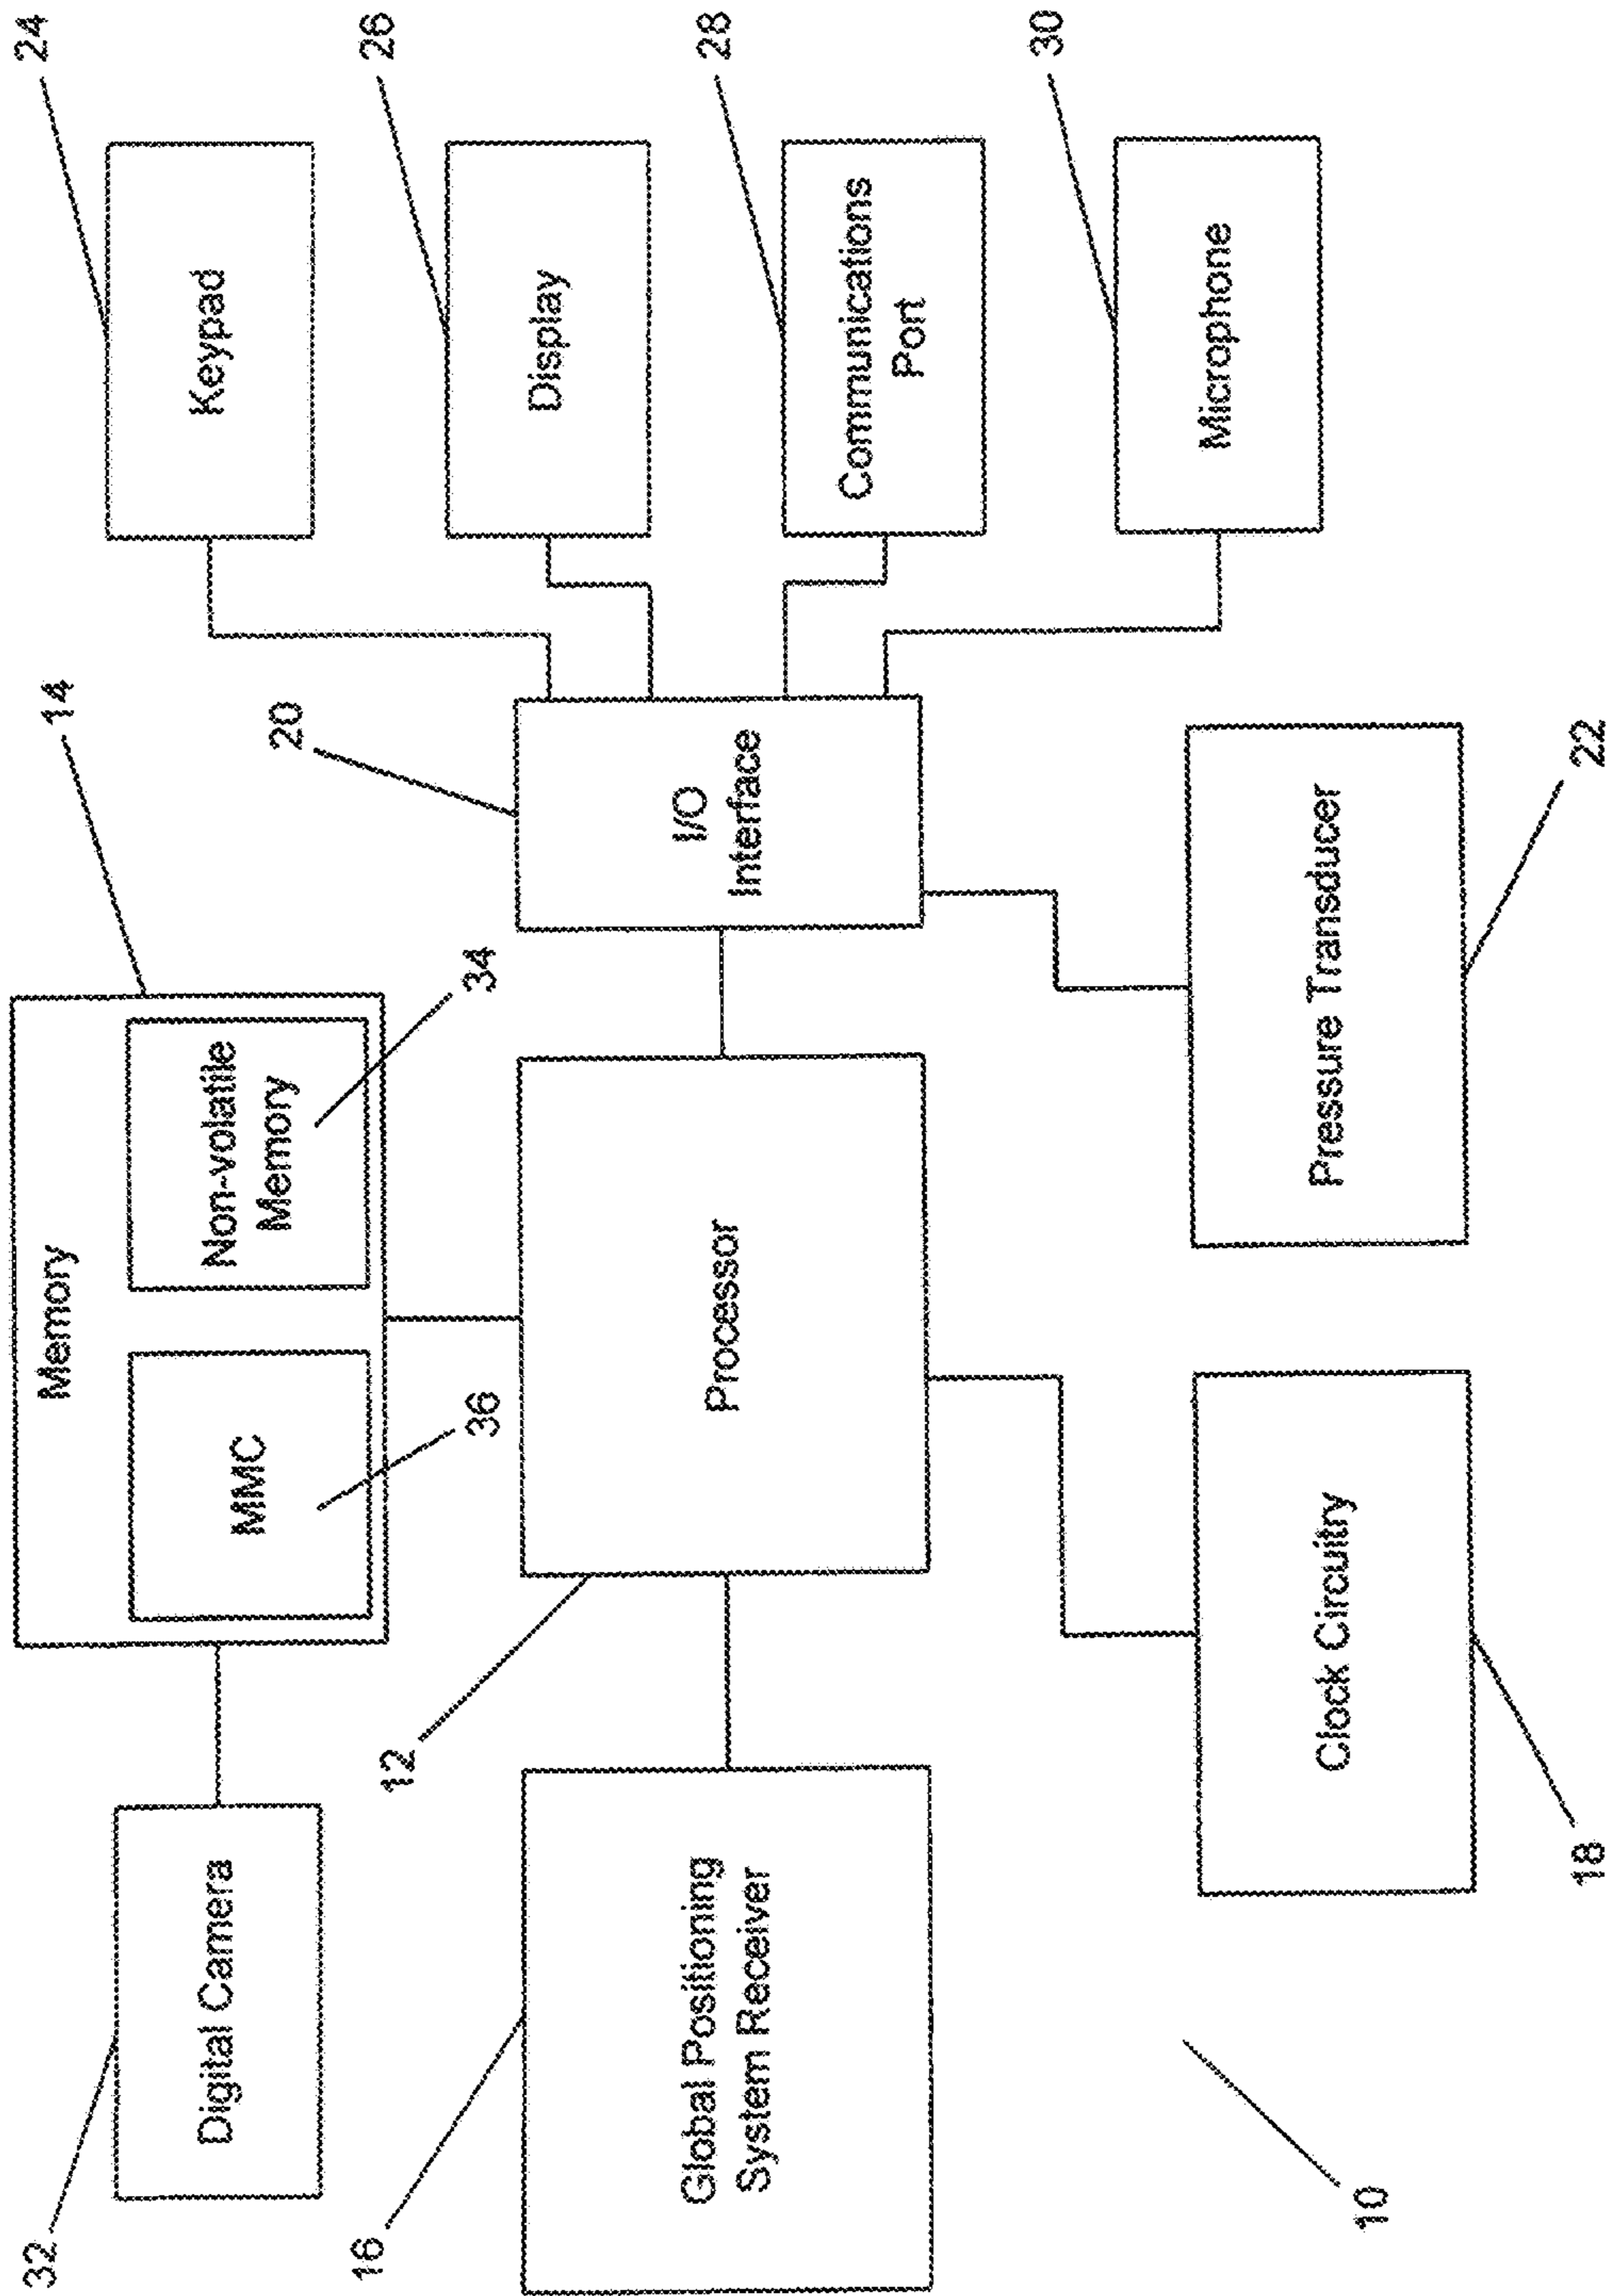 32
Digital Camera
16
Global Positioning
System Receiver
10
14
Memory
MMC
36
Non-volatile
Memory
34
12
Processor
18
Clock Circuitry
20
I/O
Interface
22
Pressure Transducer
24
Keypad
26
Display
28
Communications
Port
30
Microphone